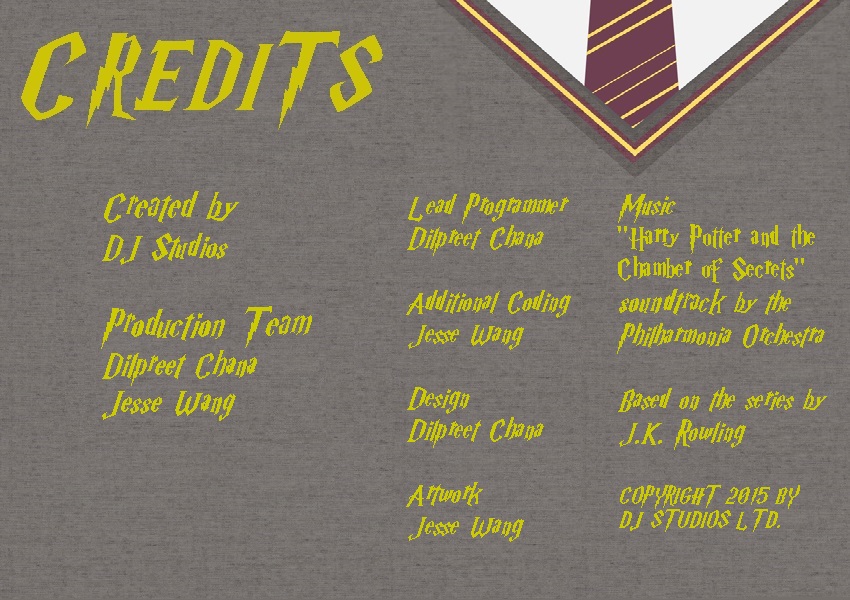 CREDITS
Created by
DJ Studios
Production Team
Dilpreet Chana
Jesse Wang
Lead Programmer
Dilpreet Chana
Additional Coding
Jesse Wang
Design
Dilpreet Chana
Artwork
Jesse Wang
Music
"Harry Potter and the
Chamber of Secrets"
soundtrack by the
Philharmonia Orchestra
Based on the series by
J.K. Rowling
COPYRIGHT 2015 BY
DJ STUDIOS LTD.